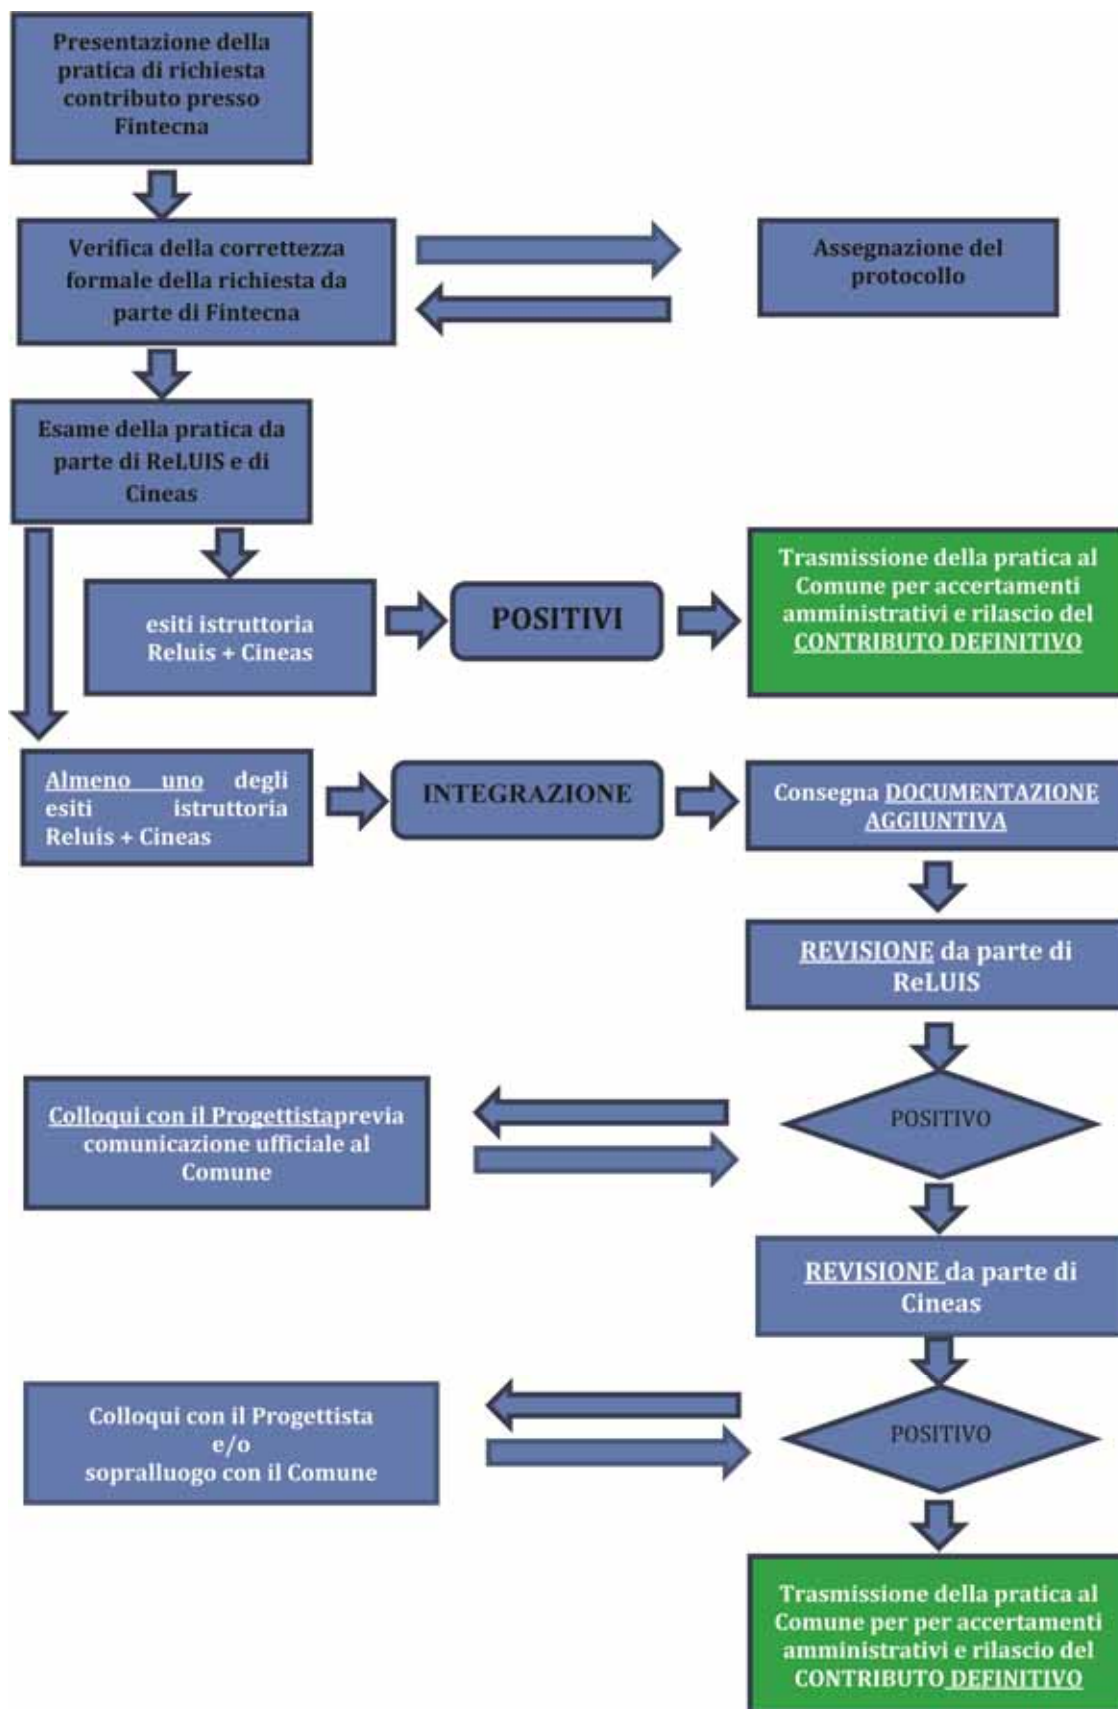 Presentazione della
pratica di richiesta
contributo presso
Fintecna
Verifica della correttezza
formale della richiesta da
parte di Fintecna
Assegnazione del
protocollo
Esame della pratica da
parte di ReLUIS e di
Cineas
esiti istruttoria
Reluis + Cineas
POSITIVI
Trasmissione della pratica al
Comune per accertamenti
amministrativi e rilascio del
CONTRIBUTO DEFINITIVO
Almeno uno degli
esiti istruttoria
Reluis + Cineas
INTEGRAZIONE
Consegna DOCUMENTAZIONE
AGGIUNTIVA
REVISIONE da parte di
ReLUIS
POSITIVO
Colloqui con il Progettistaprevia
comunicazione ufficiale al
Comune
REVISIONE da parte di
Cineas
POSITIVO
Colloqui con il Progettista
e/o
sopralluogo con il Comune
Trasmissione della pratica al
Comune per per accertamenti
amministrativi e rilascio del
CONTRIBUTO DEFINITIVO